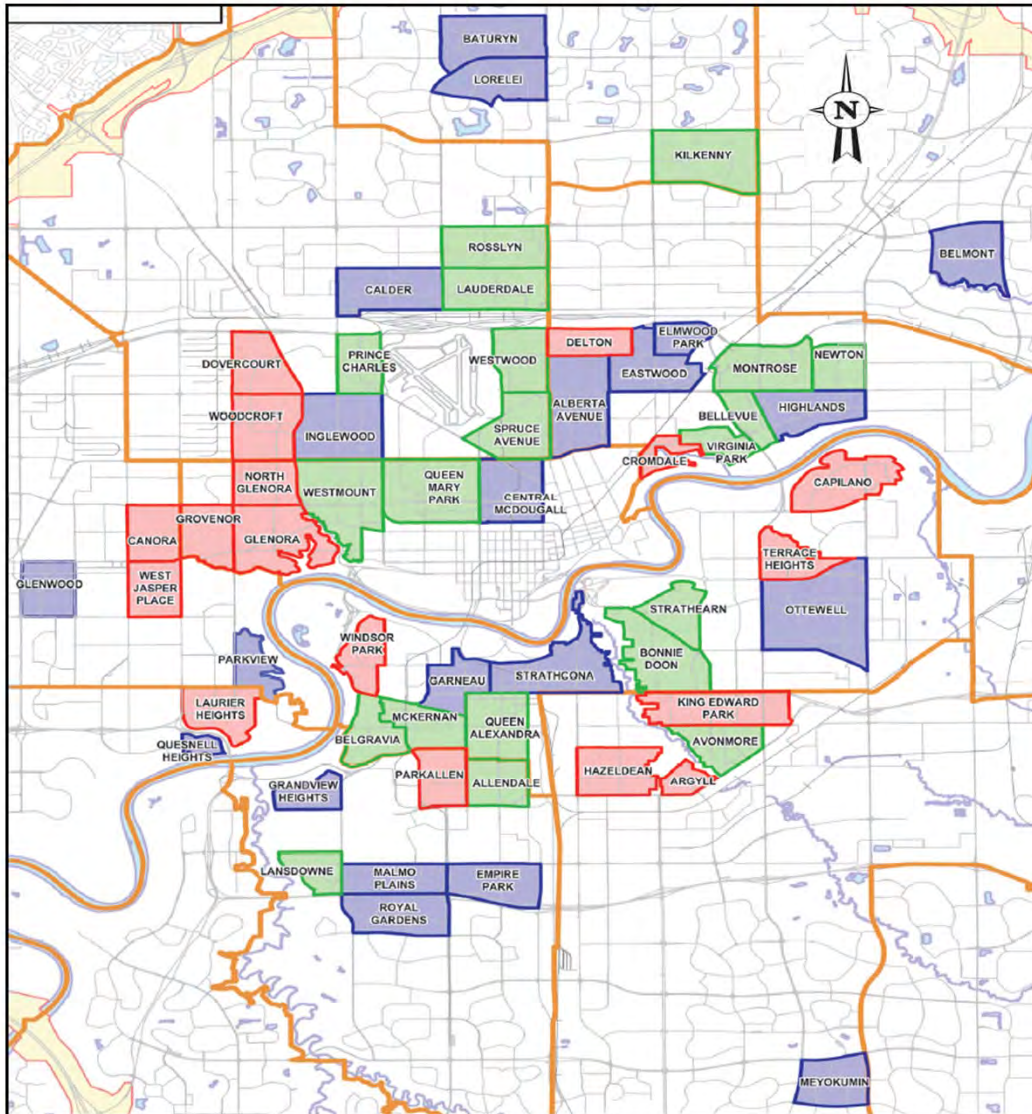 BATURYN
LORELEI
N
KILKENNY
ROSSLYN
BELMONT
CALDER
LAUDERDALE
ELMWOOD
PARK
DELTON
DOVERCOURT
PRINCE
CHARLES
WESTWOOD
NEWTON
MONTROSE
EASTWOOD
WOODCROFT
ALBERTA
AVENUE
HIGHLANDS
BELLEVUE
INGLEWOOD
SPRUCE
AVENUE
VIRGINIA
PARK
CROMDALE
NORTH
GLENORA
WESTMOUNT
QUEEN
MARY
PARK
CENTRAL
MCDOUGALL
CAPILANO
GROVENOR
CANORA
GLENORA
TERRACE
HEIGHTS
GLENWOOD
WEST
JASPER
PLACE
STRATHEARN
OTTEWELL
WINDSOR
PARK
BONNIE
DOON
PARKVIEW
GARNEAU
STRATHCONA
LAURIER
HEIGHTS
KING EDWARD
PARK
MCKERNAN
QUEEN
ALEXANDRA
BELGRAVIA
AVONMORE
QUESNELL
HEIGHTS
PARKALLEN
HAZELDEAN
ARGYLL
GRANDVIEW
HEIGHTS
ALLENDALE
LANSDOWNE
MALMO
PLAINS
EMPIRE
PARK
ROYAL
GARDENS
MEYOKUMIN